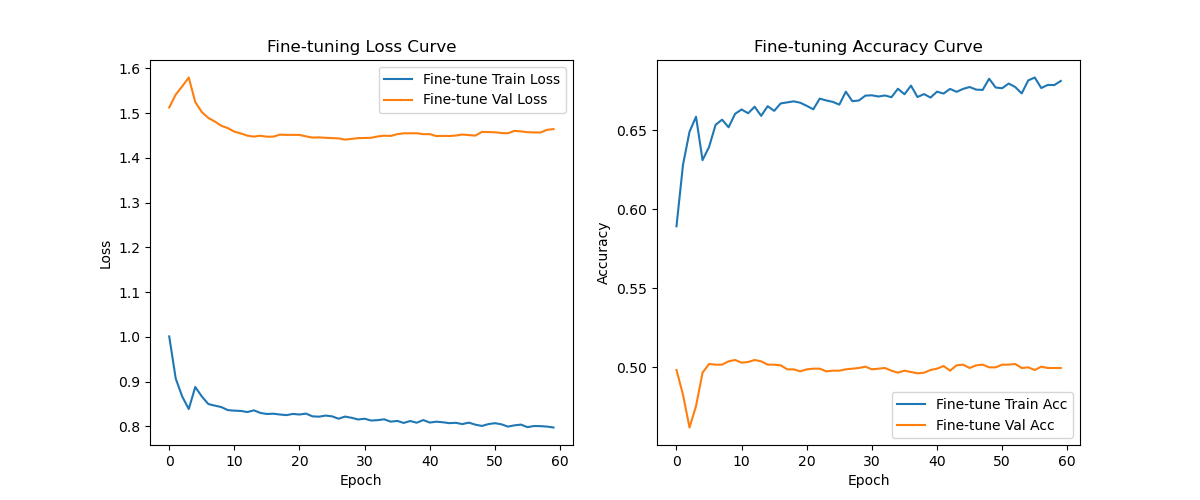 Fine-tuning Loss Curve
Fine-tune Train Loss
Fine-tune Val Loss
1.6
1.5
1.4
1.3
1.2
1.1
1.0
0.9
0.8
Loss
0 10 20 30 40 50 60
Epoch
Fine-tuning Accuracy Curve
0.65
0.60
0.55
0.50
Accuracy
Fine-tune Train Acc
Fine-tune Val Acc
0 10 20 30 40 50 60
Epoch